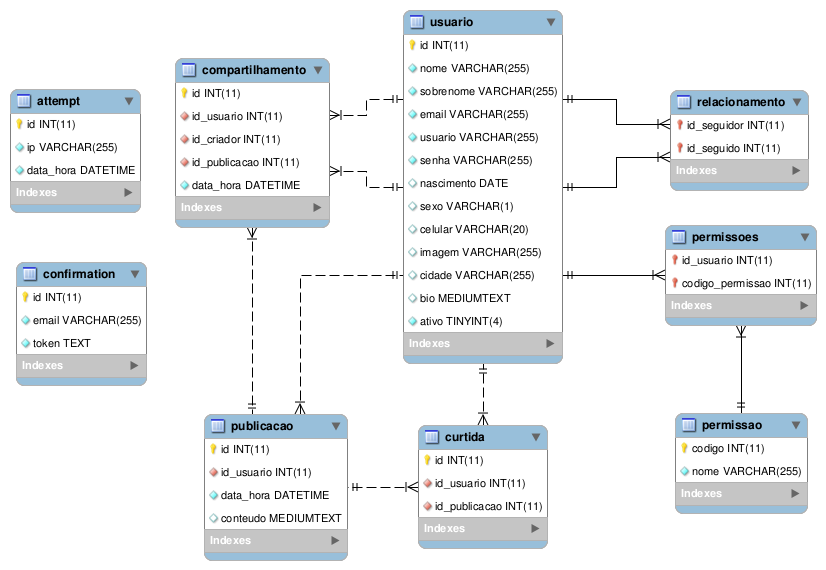 attempt
id INT(11)
ip VARCHAR(255)
data_hora DATETIME
Indexes
confirmation
id INT(11)
email VARCHAR(255)
token TEXT
Indexes
compartilhamento
id INT(11)
id_usuario INT(11)
id_criador INT(11)
id_publicacao INT(11)
data_hora DATETIME
Indexes
usuario
id INT(11)
nome VARCHAR(255)
sobrenome VARCHAR(255)
email VARCHAR(255)
usuario VARCHAR(255)
senha VARCHAR(255)
nascimento DATE
sexo VARCHAR(1)
celular VARCHAR(20)
imagem VARCHAR(255)
cidade VARCHAR(255)
bio MEDIUMTEXT
ativo TINYINT(4)
Indexes
relacionamento
id_seguidor INT(11)
id_seguido INT(11)
Indexes
permissoes
id_usuario INT(11)
codigo_permissao INT(11)
Indexes
publicacao
id INT(11)
id_usuario INT(11)
data_hora DATETIME
conteudo MEDIUMTEXT
Indexes
curtida
id INT(11)
id_usuario INT(11)
id_publicacao INT(11)
Indexes
permissao
codigo INT(11)
nome VARCHAR(255)
Indexes